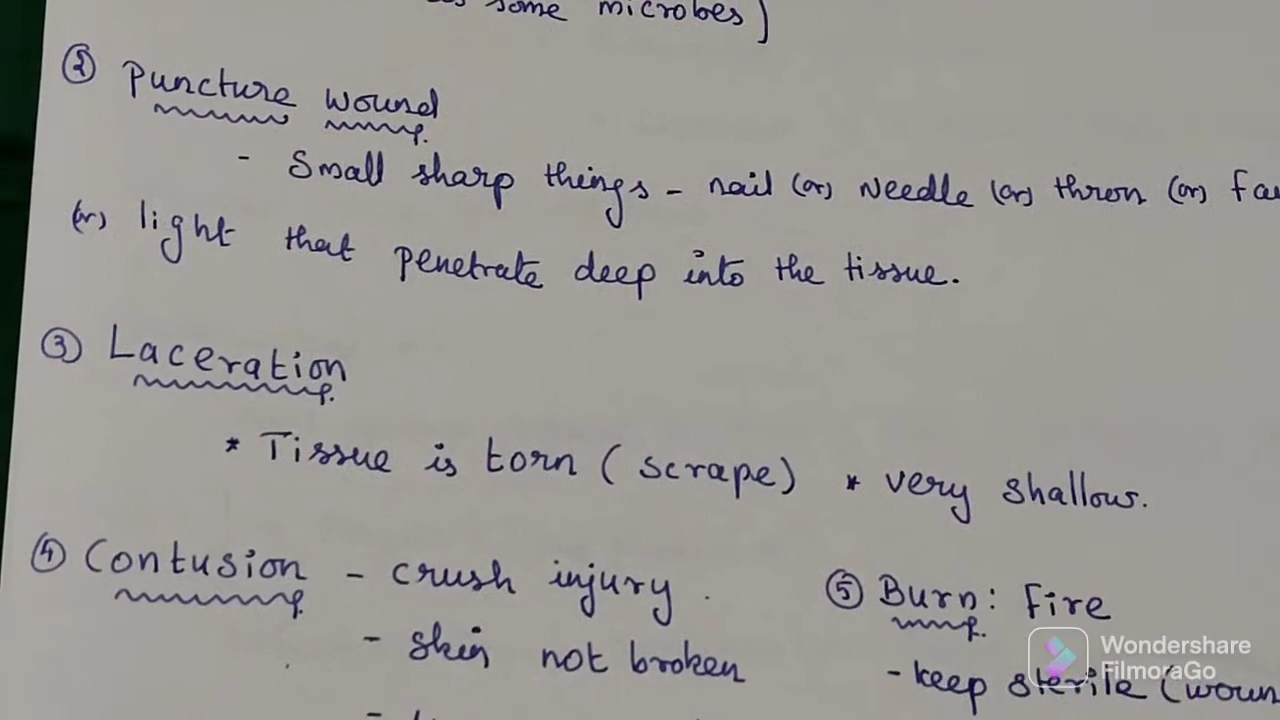 some microbes)
② Puncture wound
- Small sharp things - nail (or) Needle (or) thron (or)
(or) light that penetrate deep into the tissue.
③ Laceration
* Tissue is torn (scrape) * very shallow.
④ Contusion - crush injury.
- skin not broken
⑤ Burn: Fire
- keep sterile (woun
Wondershare
FilmoraGo